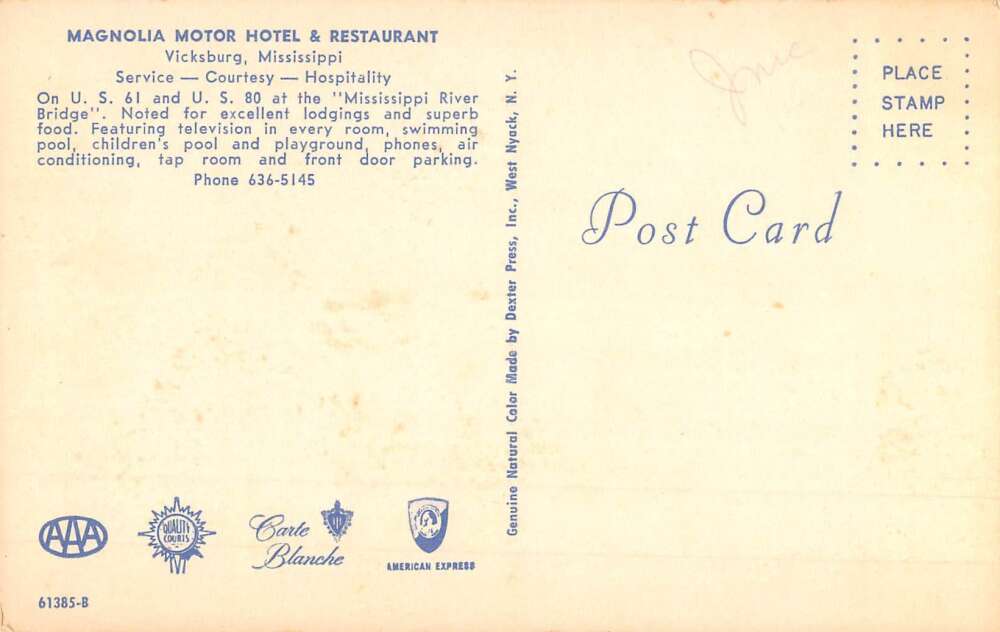 MAGNOLIA MOTOR HOTEL & RESTAURANT
Vicksburg, Mississippi
Service — Courtesy — Hospitality
On U. S. 61 and U. S. 80 at the "Mississippi River
Bridge". Noted for excellent lodgings and superb
food. Featuring television in every room, swimming
pool, children's pool and playground, phones, air
conditioning, tap room and front door parking.
Phone 636-5145
AAA
QUALITY
COURTS
Carte
Blanche
AMERICAN EXPRESS
61385-B
Genuine Natural Color Made by Dexter Press, Inc., West Nyack, N. Y.
PLACE
STAMP
HERE
Post Card